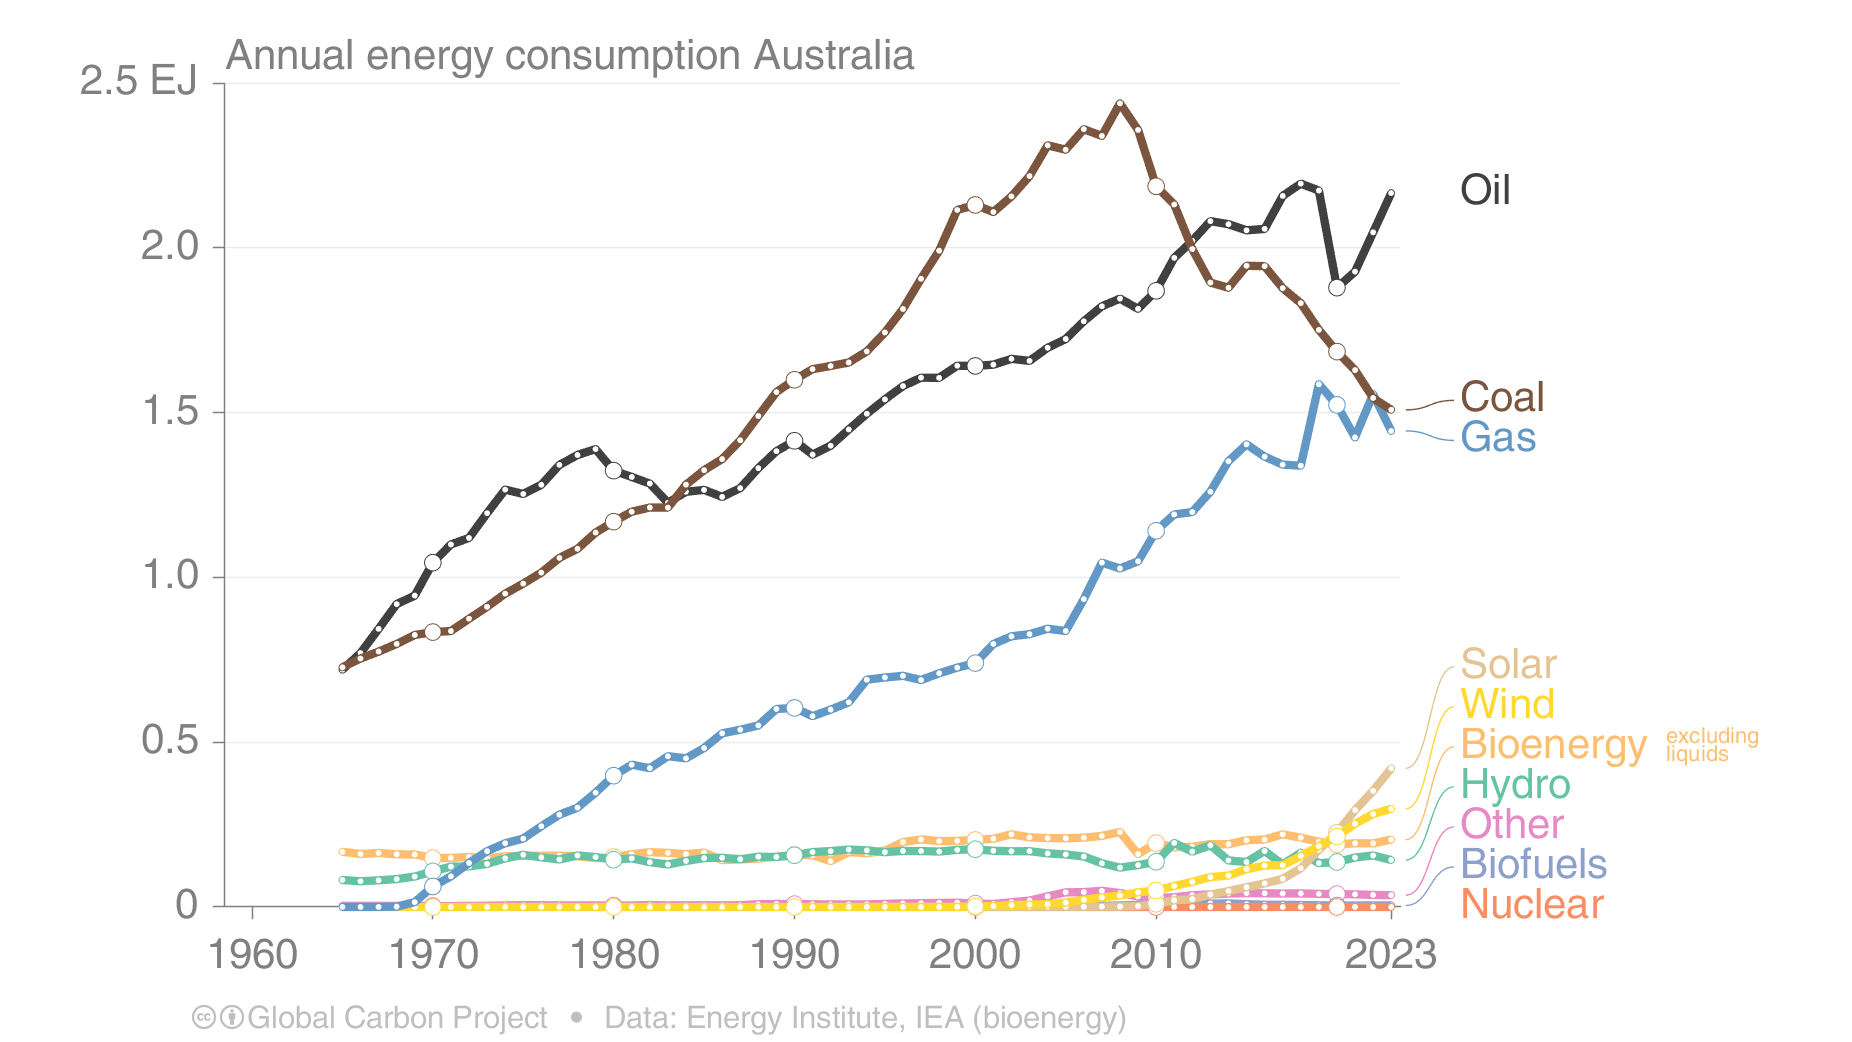 Annual energy consumption Australia
2.5 EJ
2.0
1.5
1.0
0.5
0
1960 1970 1980 1990 2000 2010 2023
Oil
Coal
Gas
Solar
Wind
Bioenergy excluding
liquids
Hydro
Other
Biofuels
Nuclear
cc Global Carbon Project • Data: Energy Institute, IEA (bioenergy)